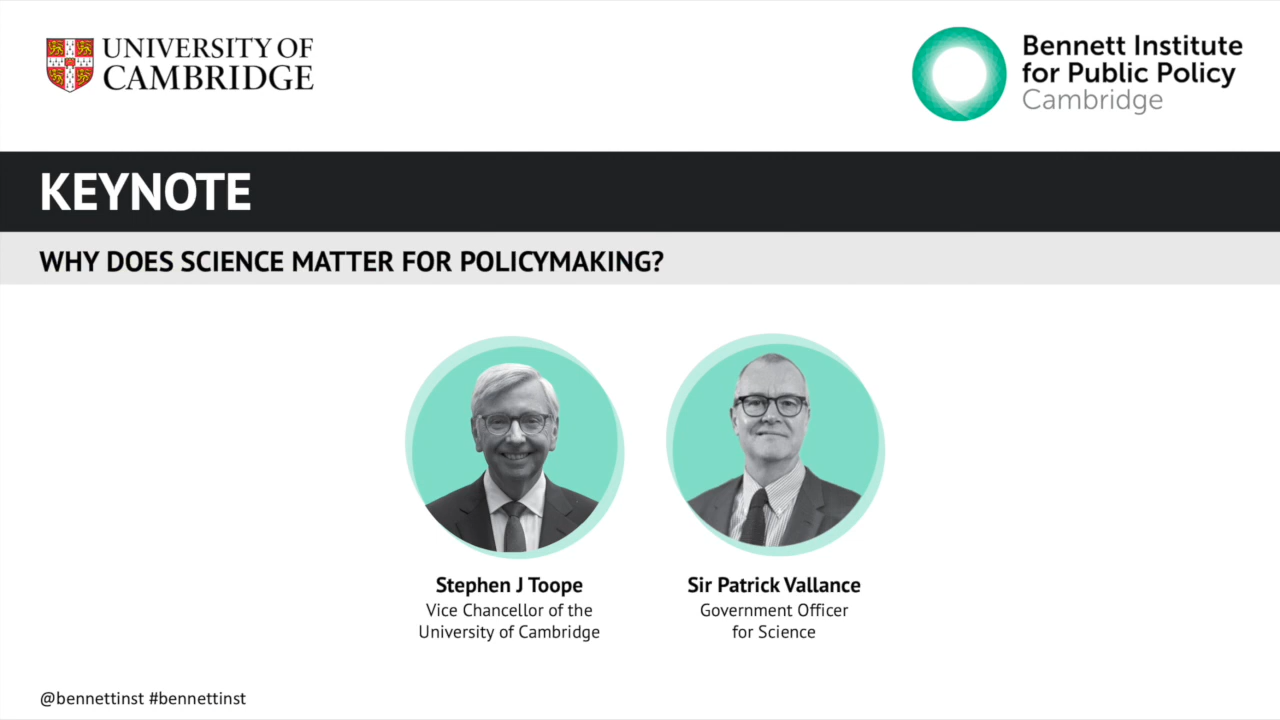 UNIVERSITY OF
CAMBRIDGE
Bennett Institute
for Public Policy
Cambridge
KEYNOTE
WHY DOES SCIENCE MATTER FOR POLICYMAKING?
Stephen J Toope
Vice Chancellor of the
University of Cambridge
Sir Patrick Vallance
Government Officer
for Science
@bennettinst #bennettinst